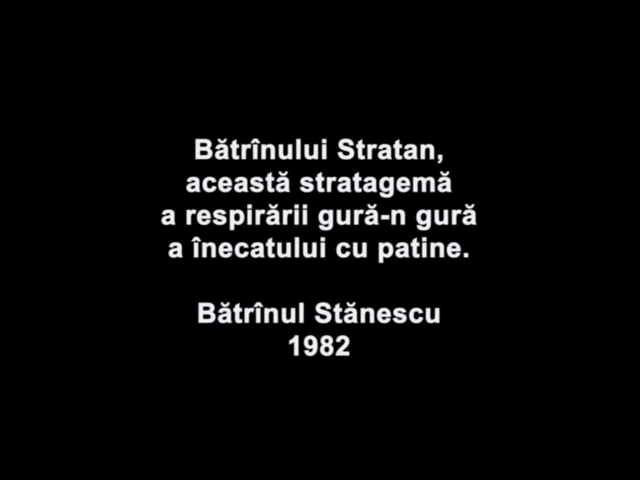 Bătrînului Stratan,
această stratagemă
a respirării gură-n gură
a înecatului cu patine.
Bătrînul Stănescu
1982